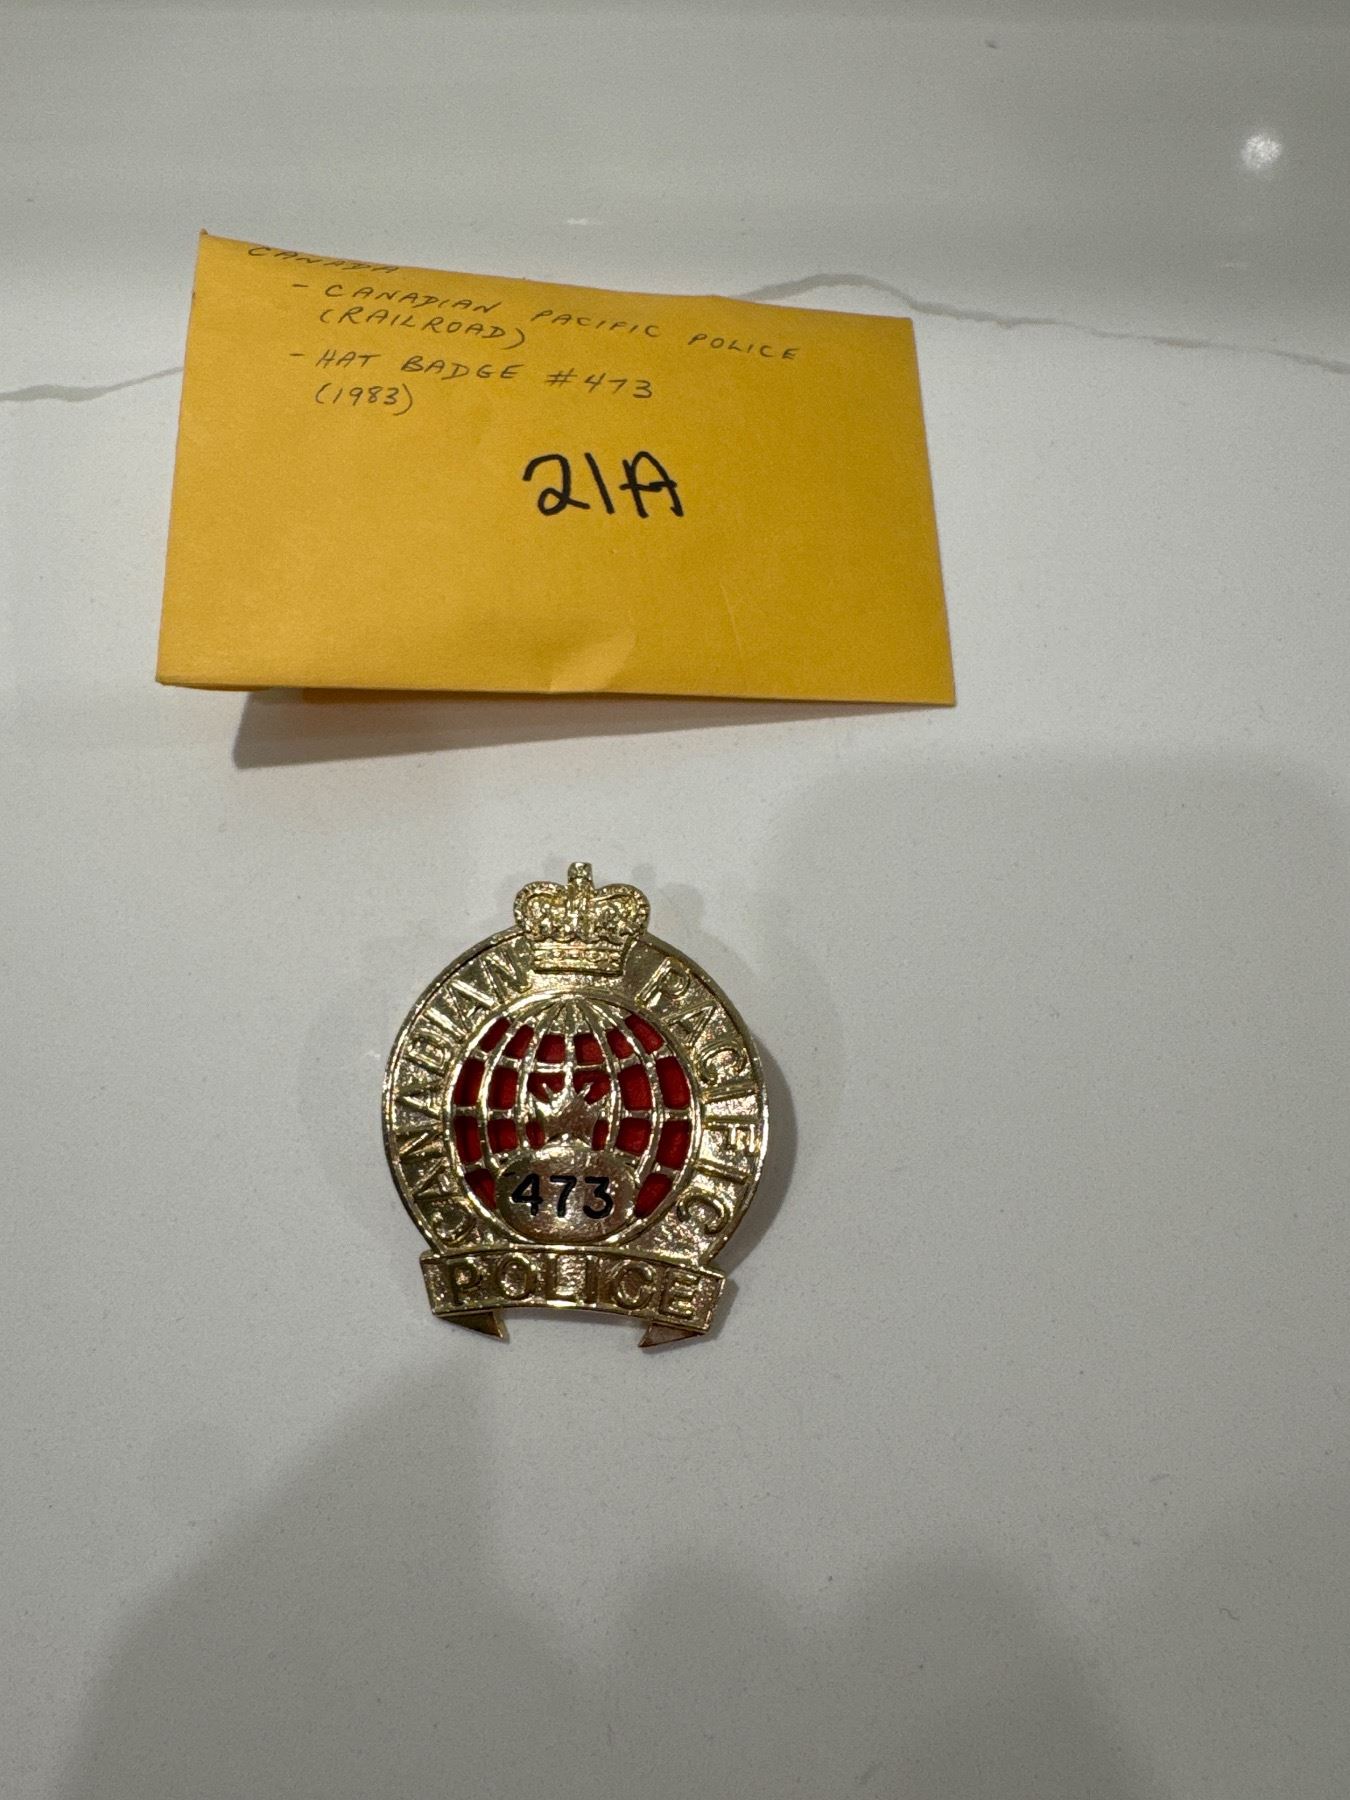 CANADA
- CANADIAN PACIFIC POLICE
(RAILROAD)
- HAT BADGE #473
(1983)
21A
CANADIAN PACIFIC
473
POLICE